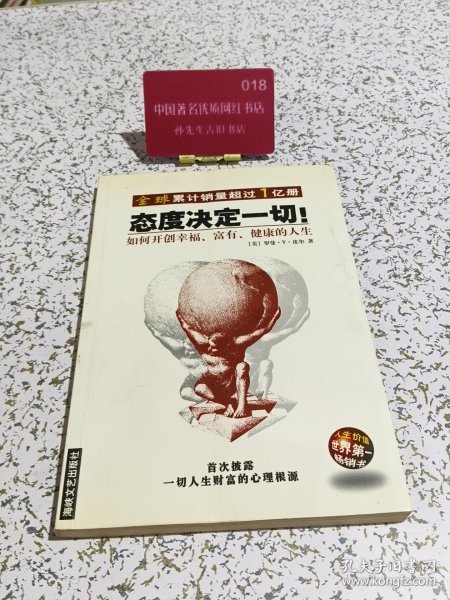 018
中国著名优质网红书店
孙先生古旧书店
全球累计销量超过1亿册
态度决定一切!
如何开创幸福、富有、健康的人生
[美] 罗曼·V·皮尔 著
人生价值
世界第一
畅销书
首次披露
一切人生财富的心理根源
海峡文艺出版社
孔夫子旧书网
kongfz.com